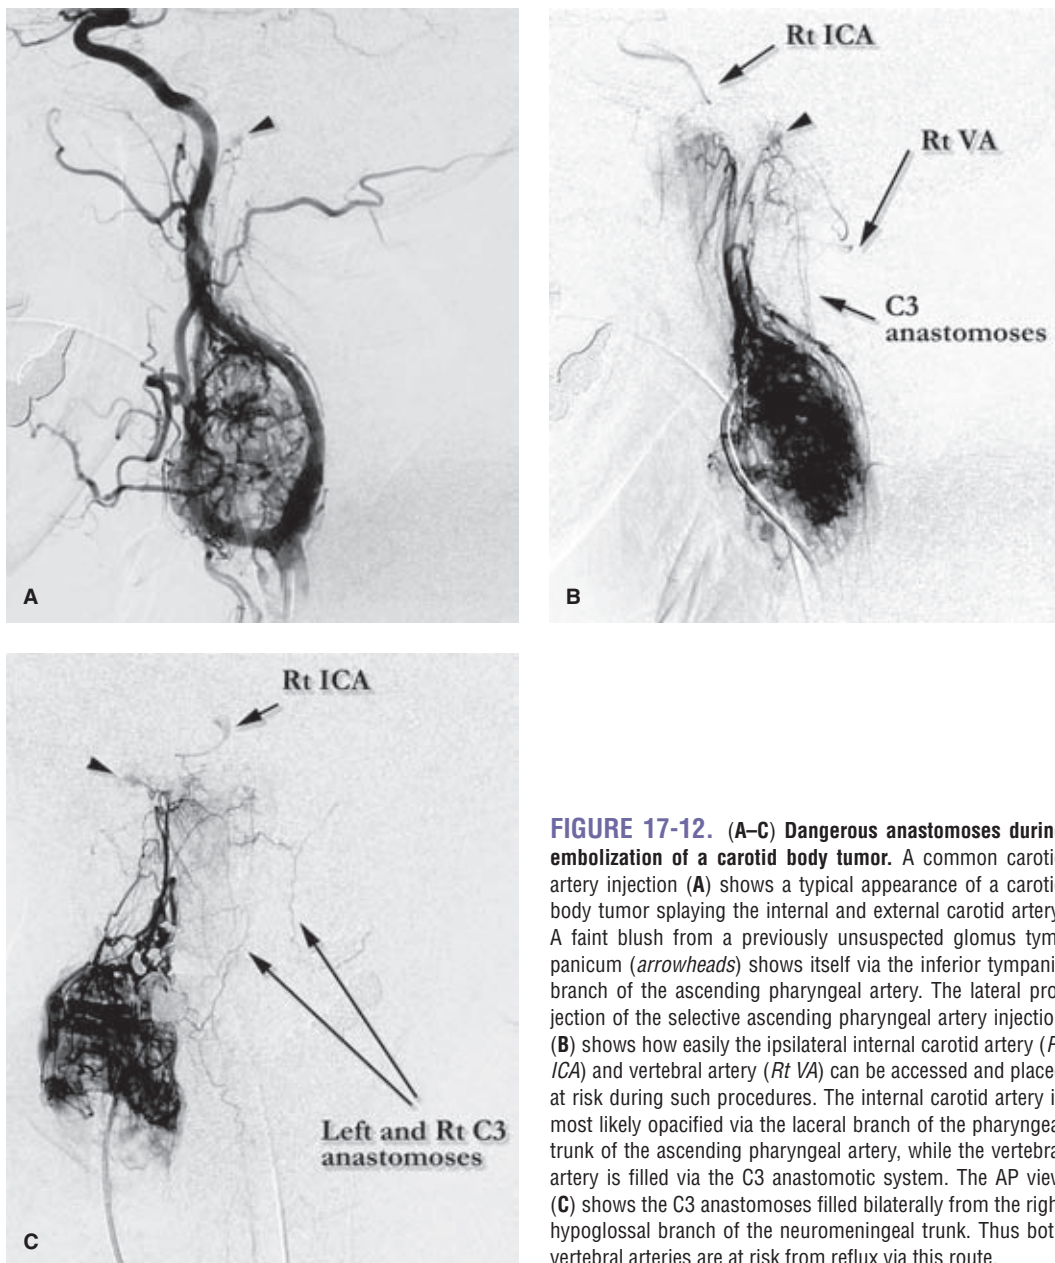 Rt ICA
Rt VA
C3
anastomoses
A
B
Rt ICA
Left and Rt C3
anastomoses
C
FIGURE 17-12. (A–C) Dangerous anastomoses durin
embolization of a carotid body tumor. A common caroti
artery injection (A) shows a typical appearance of a caroti
body tumor splaying the internal and external carotid artery
A faint blush from a previously unsuspected glomus tym
panicum (arrowheads) shows itself via the inferior tympani
branch of the ascending pharyngeal artery. The lateral pro
jection of the selective ascending pharyngeal artery injectio
(B) shows how easily the ipsilateral internal carotid artery (
ICA) and vertebral artery (Rt VA) can be accessed and place
at risk during such procedures. The internal carotid artery i
most likely opacified via the laceral branch of the pharyngea
trunk of the ascending pharyngeal artery, while the vertebra
artery is filled via the C3 anastomotic system. The AP view
(C) shows the C3 anastomoses filled bilaterally from the righ
hypoglossal branch of the neuromeningeal trunk. Thus bot
vertebral arteries are at risk from reflux via this route.